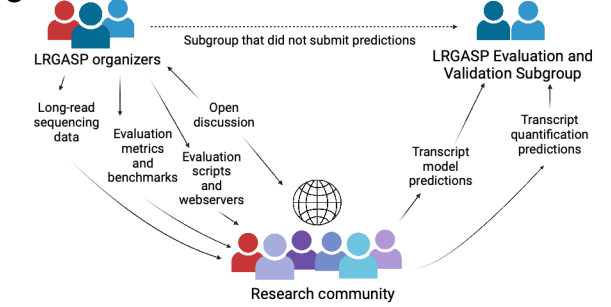 Subgroup that did not submit predictions
LRGASP organizers
LRGASP Evaluation and
Validation Subgroup
Long-read
sequencing
data
Evaluation
metrics
and
benchmarks
Evaluation
scripts
and
webservers
Open
discussion
Transcript
model
predictions
Transcript
quantification
predictions
Research community